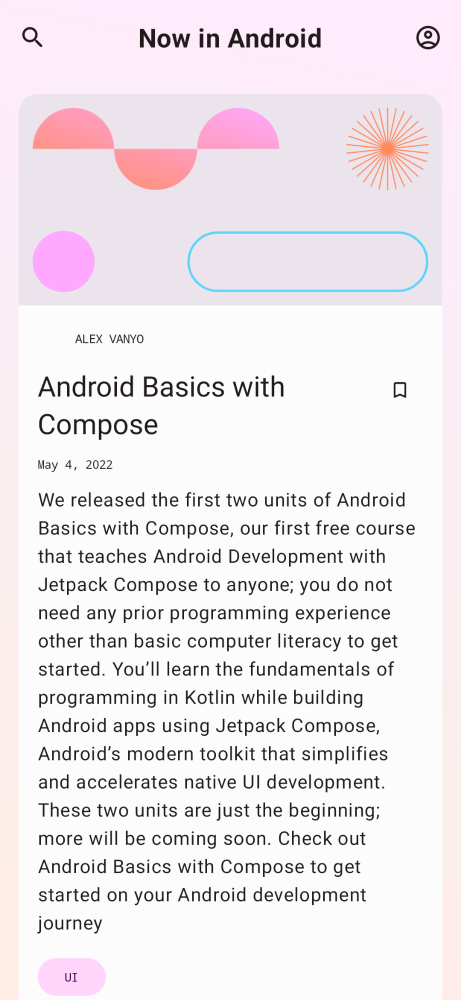 Now in Android
ALEX VANYO
Android Basics with
Compose
May 4, 2022
We released the first two units of Android
Basics with Compose, our first free course
that teaches Android Development with
Jetpack Compose to anyone; you do not
need any prior programming experience
other than basic computer literacy to get
started. You’ll learn the fundamentals of
programming in Kotlin while building
Android apps using Jetpack Compose,
Android’s modern toolkit that simplifies
and accelerates native UI development.
These two units are just the beginning;
more will be coming soon. Check out
Android Basics with Compose to get
started on your Android development
journey
UI